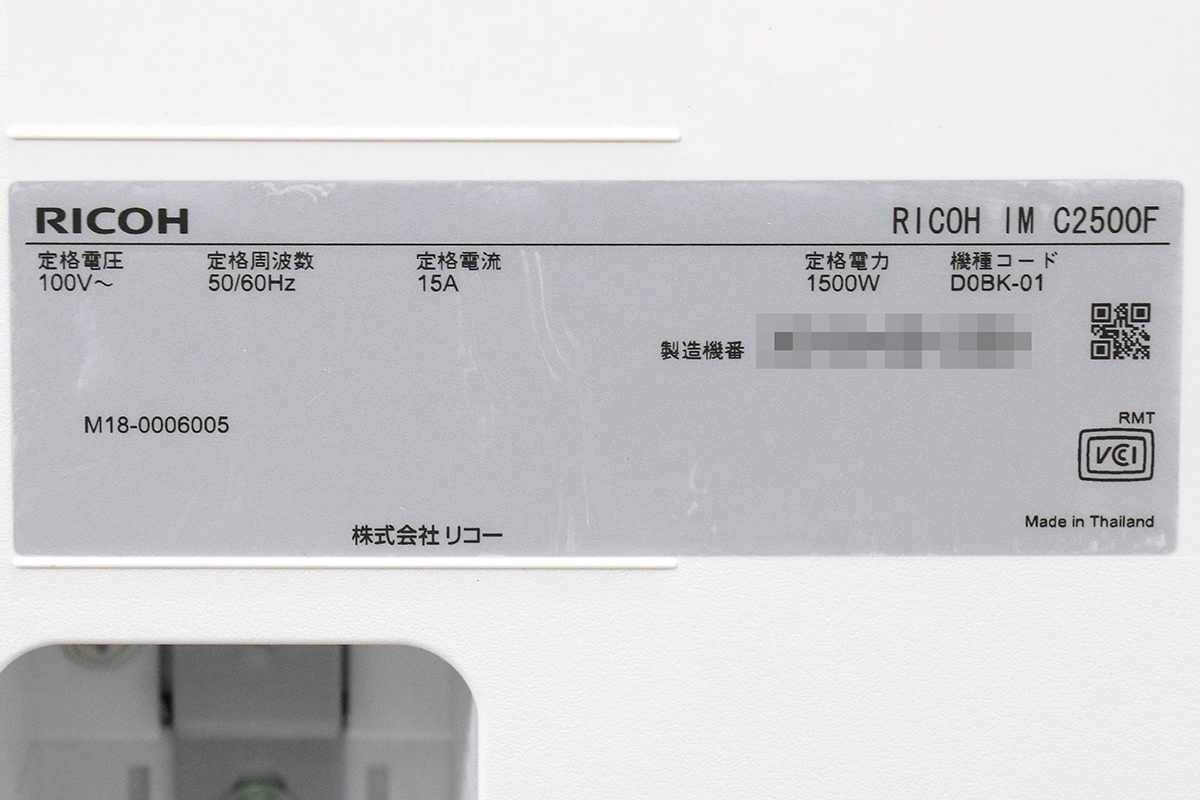 RICOH
RICOH IM C2500F
定格電圧 定格周波数 定格電流 定格電力 機種コード
100V～ 50/60Hz 15A 1500W D0BK-01
製造機番
M18-0006005
RMT
VCCI
株式会社 リコー
Made in Thailand